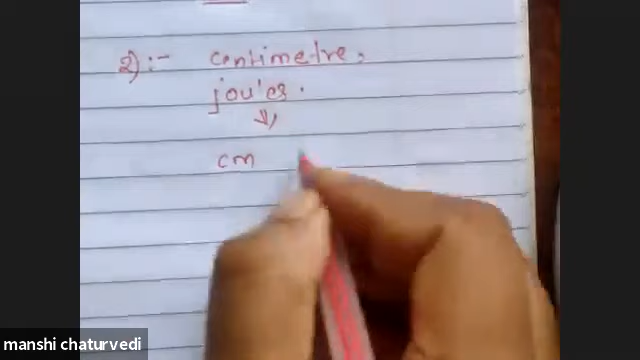 2):- centimetre.
jou'es.
cm
manshi chaturvedi